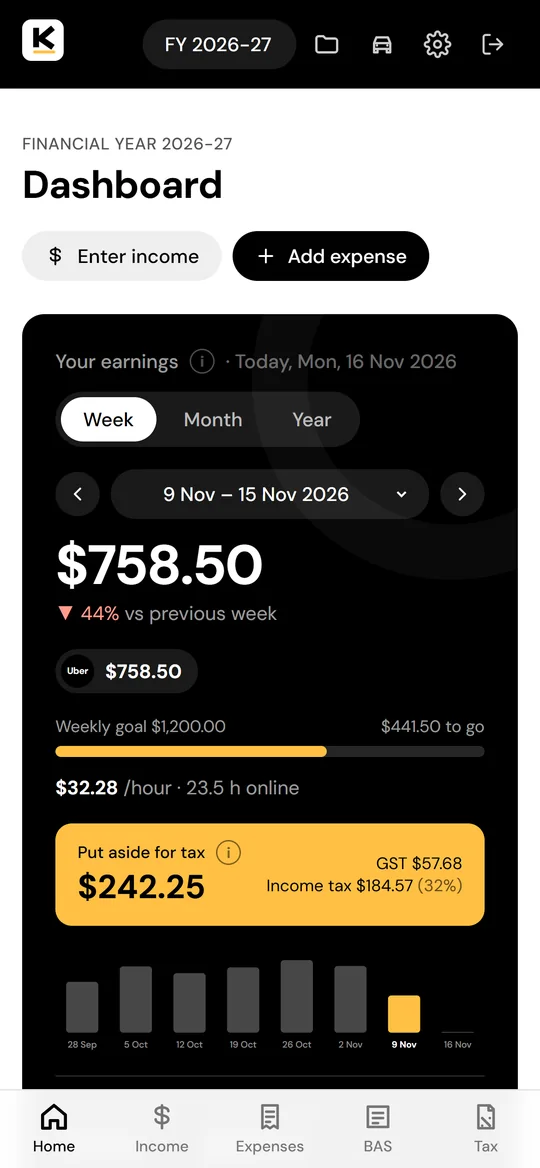 K
FY 2026-27
FINANCIAL YEAR 2026-27
Dashboard
$ Enter income
+ Add expense
Your earnings i · Today, Mon, 16 Nov 2026
Week Month Year
9 Nov – 15 Nov 2026
$758.50
▼ 44% vs previous week
Uber $758.50
Weekly goal $1,200.00 $441.50 to go
$32.28 /hour · 23.5 h online
Put aside for tax i
$242.25
GST $57.68
Income tax $184.57 (32%)
28 Sep 5 Oct 12 Oct 19 Oct 26 Oct 2 Nov 9 Nov 16 Nov
Home Income Expenses BAS Tax